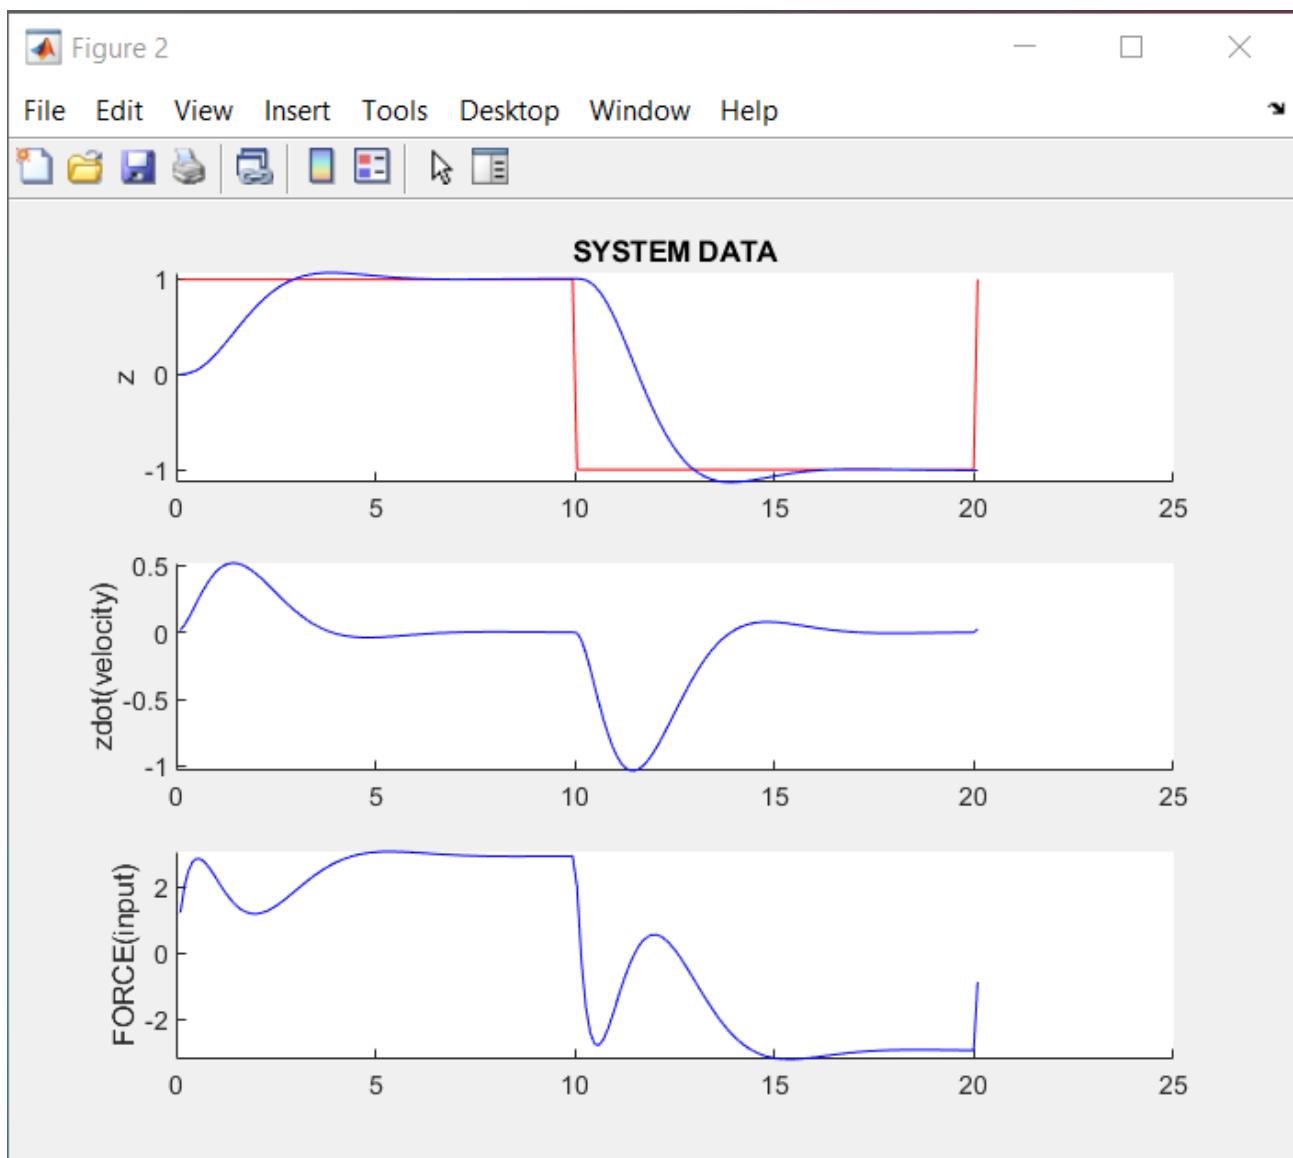 Figure 2
File Edit View Insert Tools Desktop Window Help
SYSTEM DATA
1
0
-1
z
0 5 10 15 20 25
0.5
0
-0.5
-1
zdot(velocity)
0 5 10 15 20 25
2
0
-2
FORCE(input)
0 5 10 15 20 25